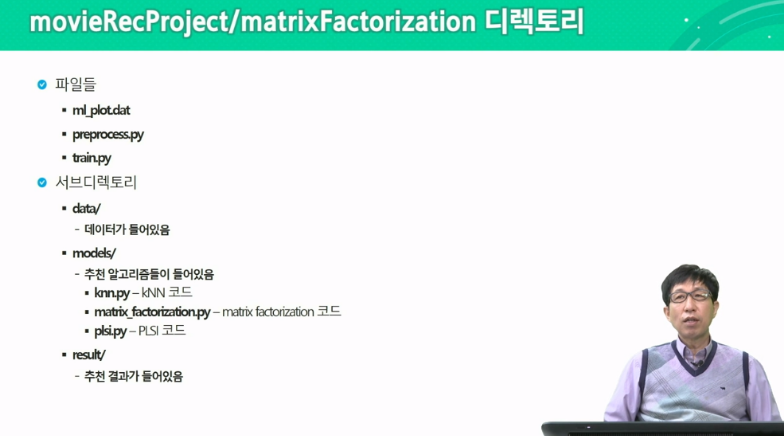 movieRecProject/matrixFactorization 디렉토리
파일들
ml_plot.dat
preprocess.py
train.py
서브디렉토리
data/
- 데이터가 들어있음
models/
- 추천 알고리즘들이 들어있음
knn.py – kNN 코드
matrix_factorization.py – matrix factorization 코드
plsi.py – PLSI 코드
result/
- 추천 결과가 들어있음